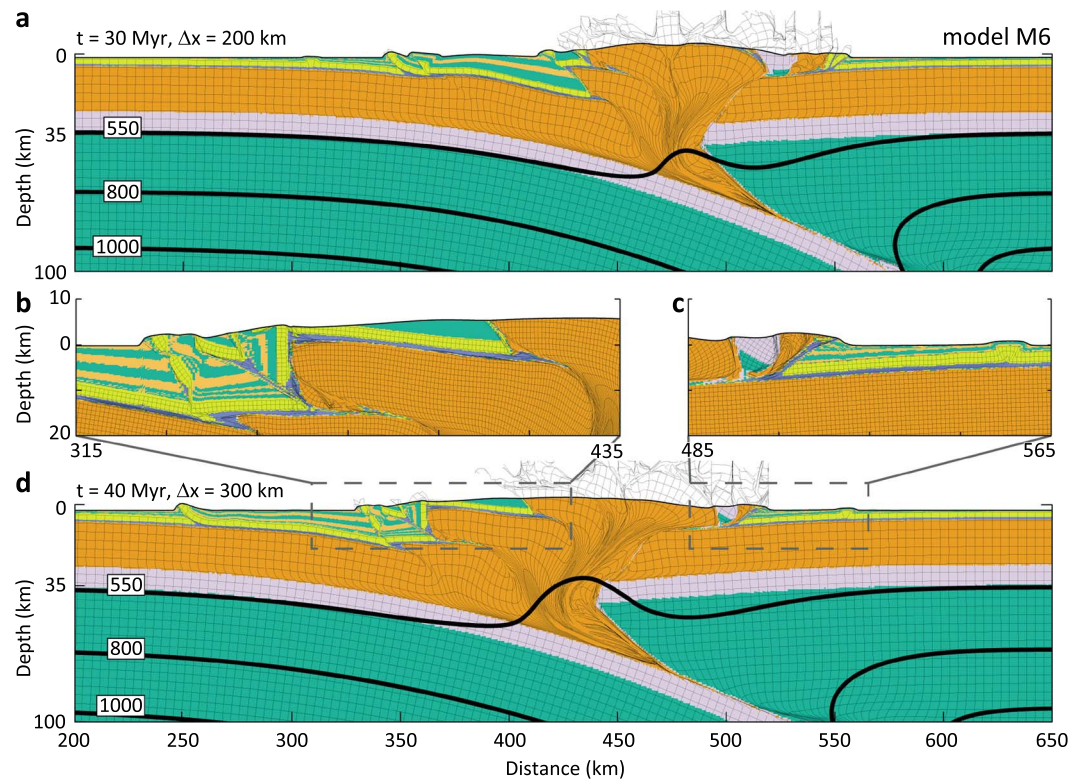 a
t = 30 Myr, Δx = 200 km
model M6
0
550
35
800
1000
100
Depth (km)
b
10
0
20
Depth (km)
315
435
c
485
565
d
t = 40 Myr, Δx = 300 km
0
550
35
800
1000
100
Depth (km)
200
250
300
350
400
450
500
550
600
650
Distance (km)